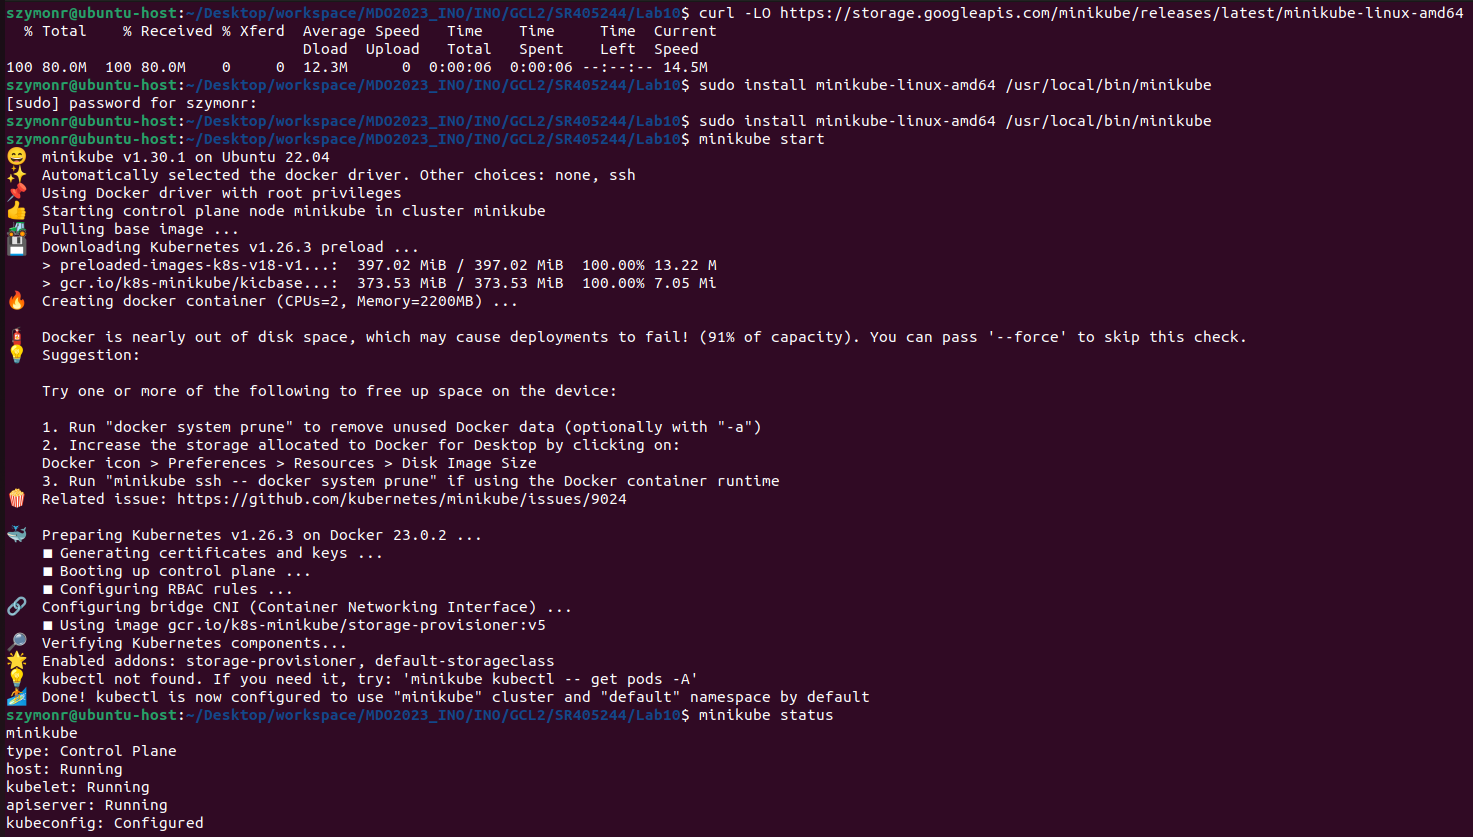 szymonr@ubuntu-host:~/Desktop/workspace/MDO2023_INO/INO/GCL2/SR405244/Lab10$ curl -LO https://storage.googleapis.com/minikube/releases/latest/minikube-linux-amd64
  % Total    % Received % Xferd  Average Speed   Time    Time     Time  Current
                                 Dload  Upload   Total   Spent    Left  Speed
100 80.0M  100 80.0M    0     0  12.3M      0  0:00:06  0:00:06 --:--:-- 14.5M
szymonr@ubuntu-host:~/Desktop/workspace/MDO2023_INO/INO/GCL2/SR405244/Lab10$ sudo install minikube-linux-amd64 /usr/local/bin/minikube
[sudo] password for szymonr:
szymonr@ubuntu-host:~/Desktop/workspace/MDO2023_INO/INO/GCL2/SR405244/Lab10$ sudo install minikube-linux-amd64 /usr/local/bin/minikube
szymonr@ubuntu-host:~/Desktop/workspace/MDO2023_INO/INO/GCL2/SR405244/Lab10$ minikube start
😄  minikube v1.30.1 on Ubuntu 22.04
✨  Automatically selected the docker driver. Other choices: none, ssh
📌  Using Docker driver with root privileges
👍  Starting control plane node minikube in cluster minikube
🚜  Pulling base image ...
💾  Downloading Kubernetes v1.26.3 preload ...
    > preloaded-images-k8s-v18-v1...:  397.02 MiB / 397.02 MiB  100.00% 13.22 M
    > gcr.io/k8s-minikube/kicbase...:  373.53 MiB / 373.53 MiB  100.00% 7.05 Mi
🔥  Creating docker container (CPUs=2, Memory=2200MB) ...
🧯  Docker is nearly out of disk space, which may cause deployments to fail! (91% of capacity). You can pass '--force' to skip this check.
💡  Suggestion:
    Try one or more of the following to free up space on the device:
    1. Run "docker system prune" to remove unused Docker data (optionally with "-a")
    2. Increase the storage allocated to Docker for Desktop by clicking on:
    Docker icon > Preferences > Resources > Disk Image Size
    3. Run "minikube ssh -- docker system prune" if using the Docker container runtime
🍿  Related issue: https://github.com/kubernetes/minikube/issues/9024
🐳  Preparing Kubernetes v1.26.3 on Docker 23.0.2 ...
    ▪ Generating certificates and keys ...
    ▪ Booting up control plane ...
    ▪ Configuring RBAC rules ...
🔗  Configuring bridge CNI (Container Networking Interface) ...
    ▪ Using image gcr.io/k8s-minikube/storage-provisioner:v5
🔎  Verifying Kubernetes components...
🌟  Enabled addons: storage-provisioner, default-storageclass
💡  kubectl not found. If you need it, try: 'minikube kubectl -- get pods -A'
🏄  Done! kubectl is now configured to use "minikube" cluster and "default" namespace by default
szymonr@ubuntu-host:~/Desktop/workspace/MDO2023_INO/INO/GCL2/SR405244/Lab10$ minikube status
minikube
type: Control Plane
host: Running
kubelet: Running
apiserver: Running
kubeconfig: Configured